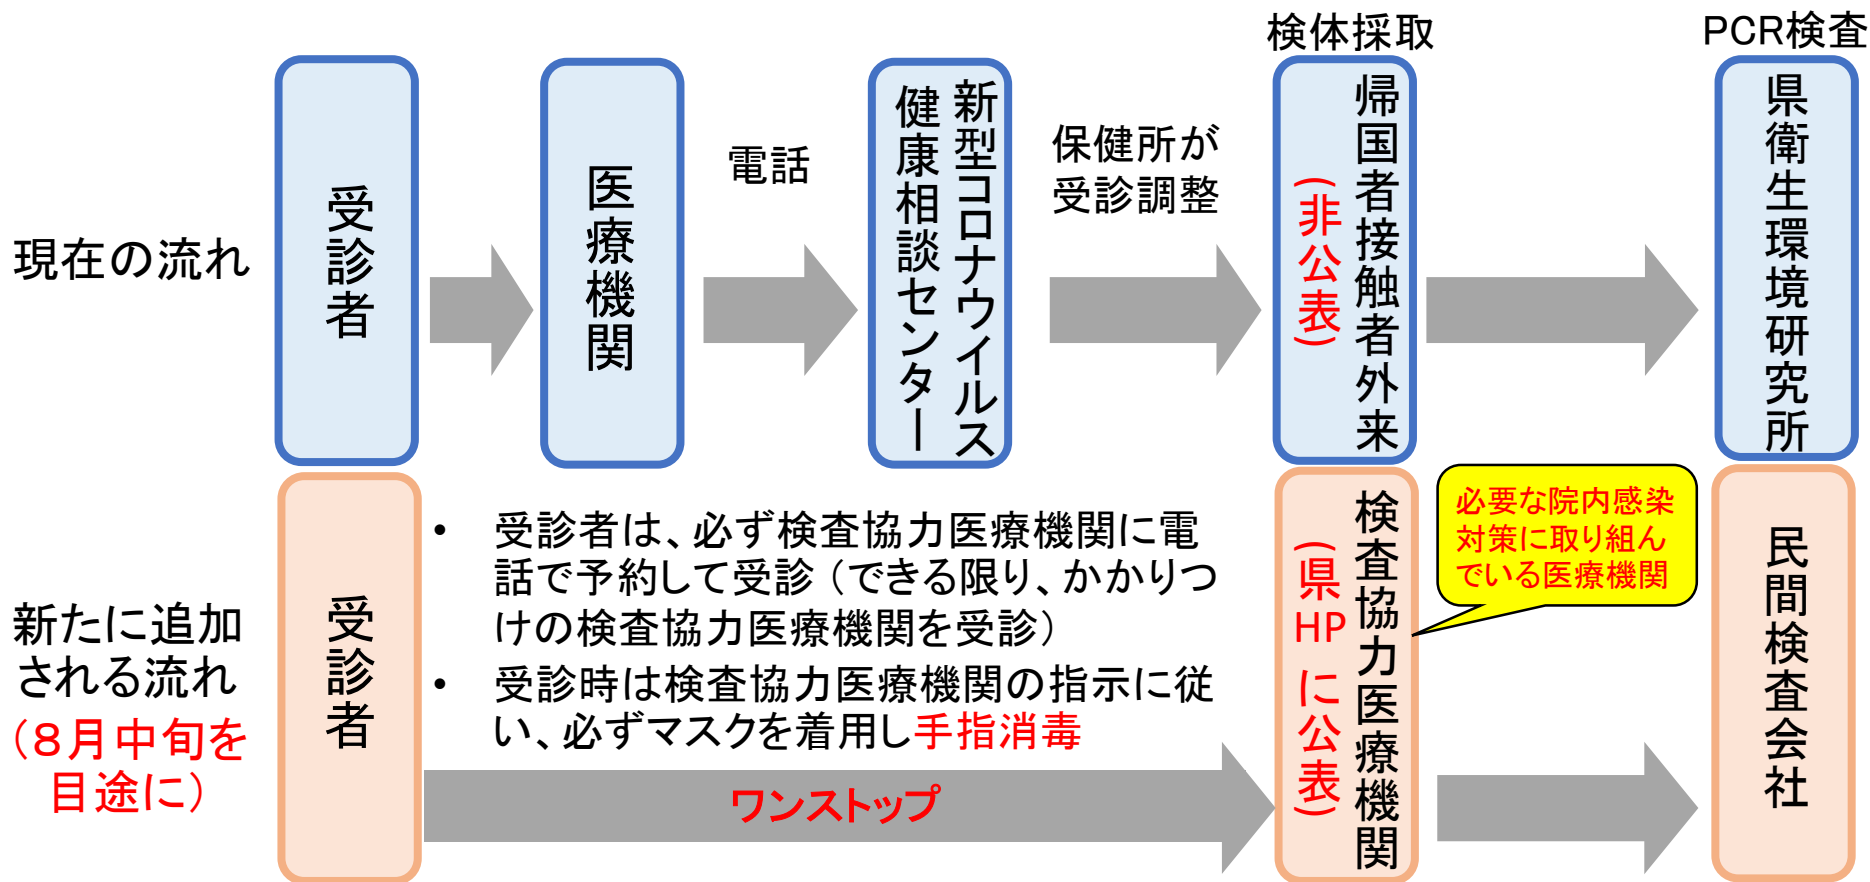 検体採取
PCR検査
現在の流れ
受診者
医療機関
電話
新型コロナウイルス
健康相談センター
保健所が
受診調整
帰国者接触者外来
(非公表)
県衛生環境研究所
新たに追加
される流れ
(8月中旬を
目途に)
受診者
• 受診者は、必ず検査協力医療機関に電
話で予約して受診(できる限り、かかりつ
けの検査協力医療機関を受診)
• 受診時は検査協力医療機関の指示に従
い、必ずマスクを着用し手指消毒
ワンストップ
検査協力医療機関
(県HPに公表)
必要な院内感染
対策に取り組ん
でいる医療機関
民間検査会社